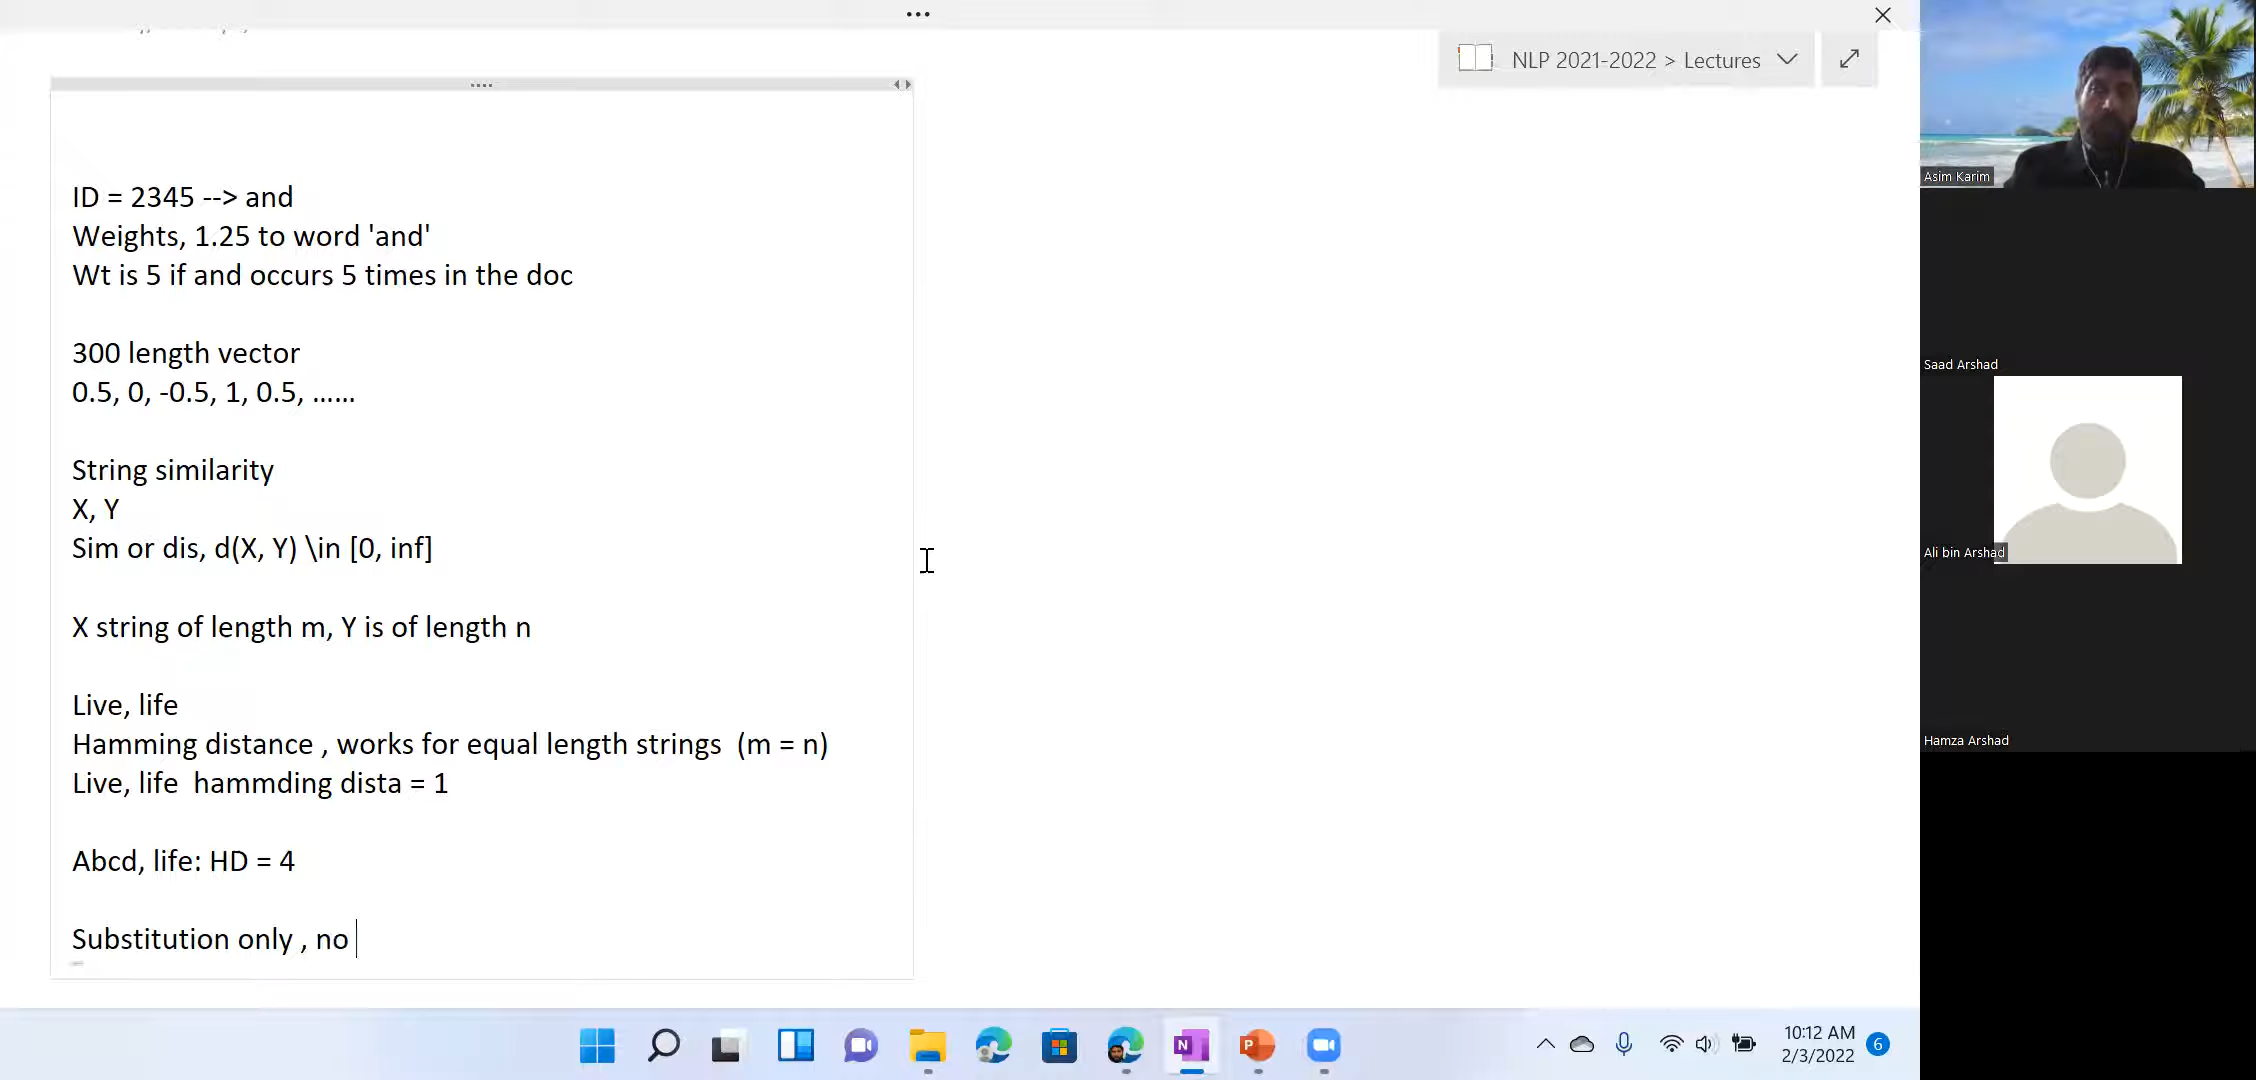 NLP 2021-2022 > Lectures
ID = 2345 --> and
Weights, 1.25 to word 'and'
Wt is 5 if and occurs 5 times in the doc
300 length vector
0.5, 0, -0.5, 1, 0.5, ......
String similarity
X, Y
Sim or dis, d(X, Y) \in [0, inf]
X string of length m, Y is of length n
Live, life
Hamming distance , works for equal length strings  (m = n)
Live, life  hammding dista = 1
Abcd, life: HD = 4
Substitution only , no
Asim Karim
Saad Arshad
Ali bin Arshad
Hamza Arshad
N
P
10:12 AM
2/3/2022
6